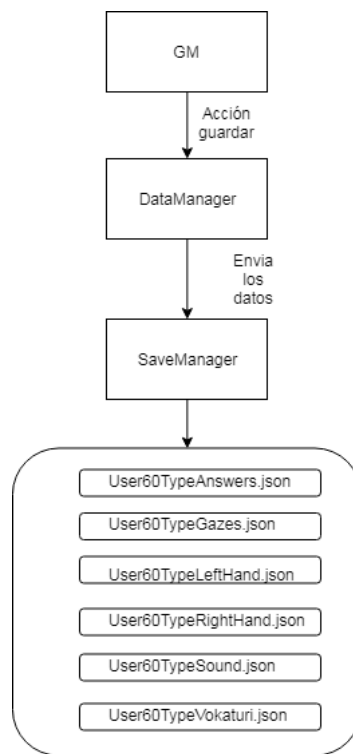 GM
Acción
guardar
DataManager
Envia
los
datos
SaveManager
User60TypeAnswers.json
User60TypeGazes.json
User60TypeLeftHand.json
User60TypeRightHand.json
User60TypeSound.json
User60TypeVokaturi.json